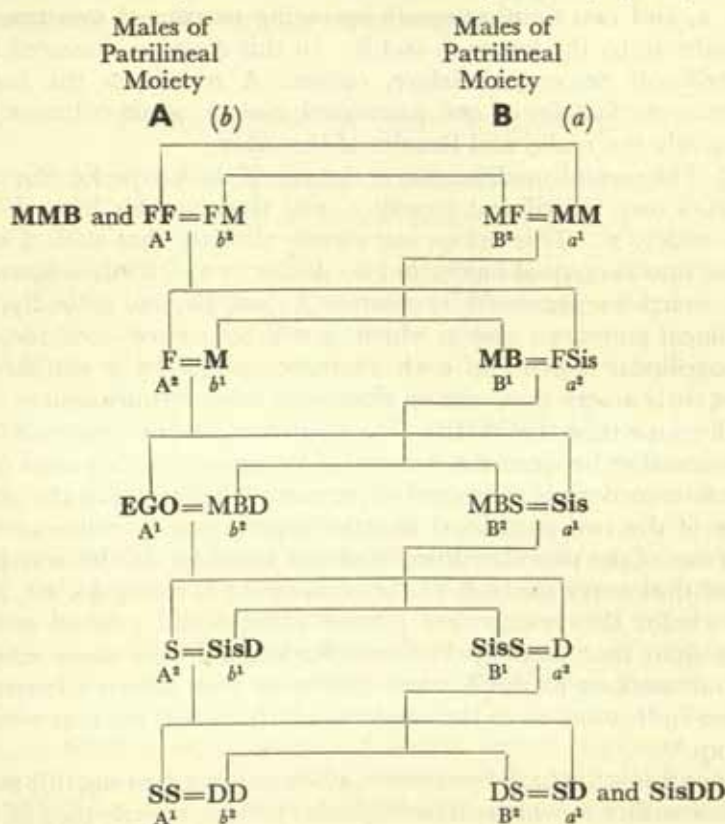 Males of Males of
Patrilineal Patrilineal
Moiety Moiety
A (b) B (a)
MMB and FF=FM MF=MM
A¹ b² B² a¹
F=M MB=FSis
A² b¹ B¹ a²
EGO=MBD MBS=Sis
A¹ b² B² a¹
S=SisD SisS=D
A² b¹ B¹ a²
SS=DD DS=SD and SisDD
A¹ b² B² a¹